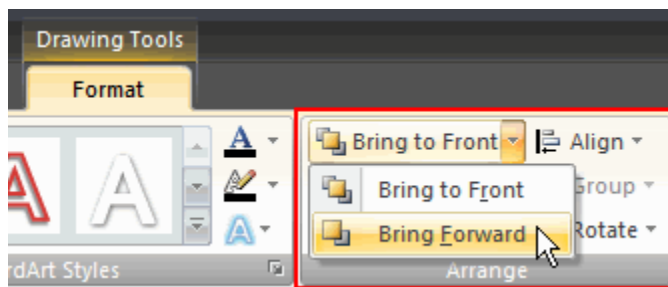 Drawing Tools
Format
Bring to Front
Align
Bring to Front
Group
Bring Forward
Rotate
rdArt Styles
Arrange